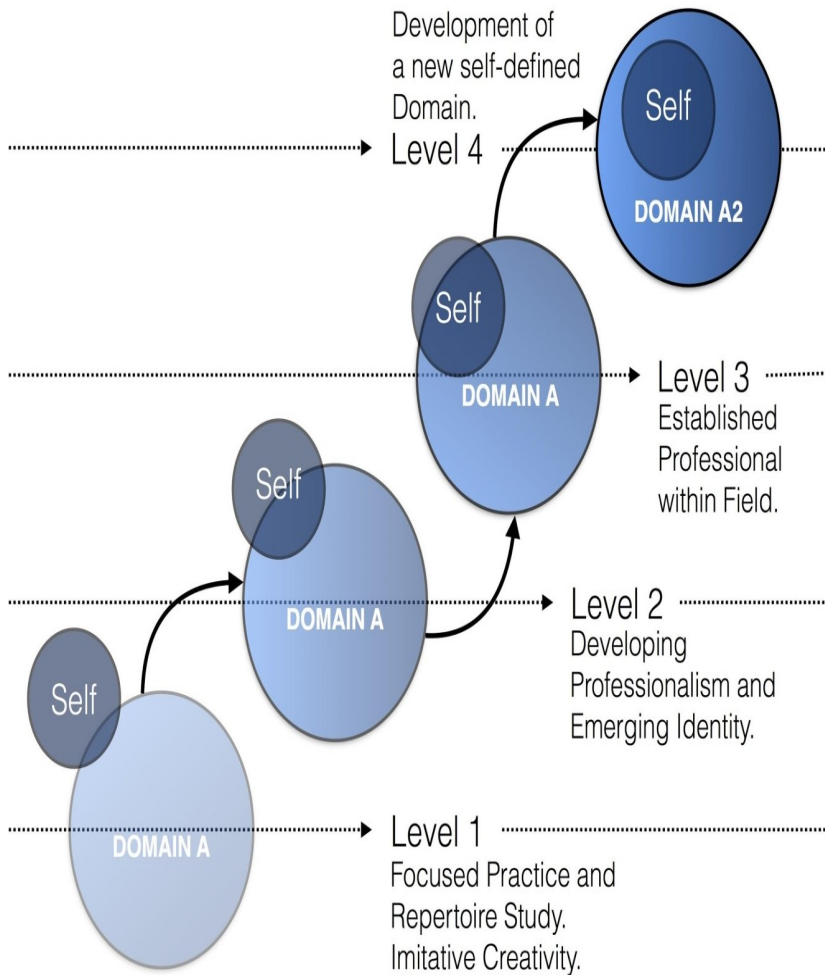 Development of
a new self-defined
Domain.
Level 4
Self
DOMAIN A2
Self
DOMAIN A
Level 3
Established
Professional
within Field.
Self
DOMAIN A
Level 2
Developing
Professionalism and
Emerging Identity.
Self
DOMAIN A
Level 1
Focused Practice and
Repertoire Study.
Imitative Creativity.